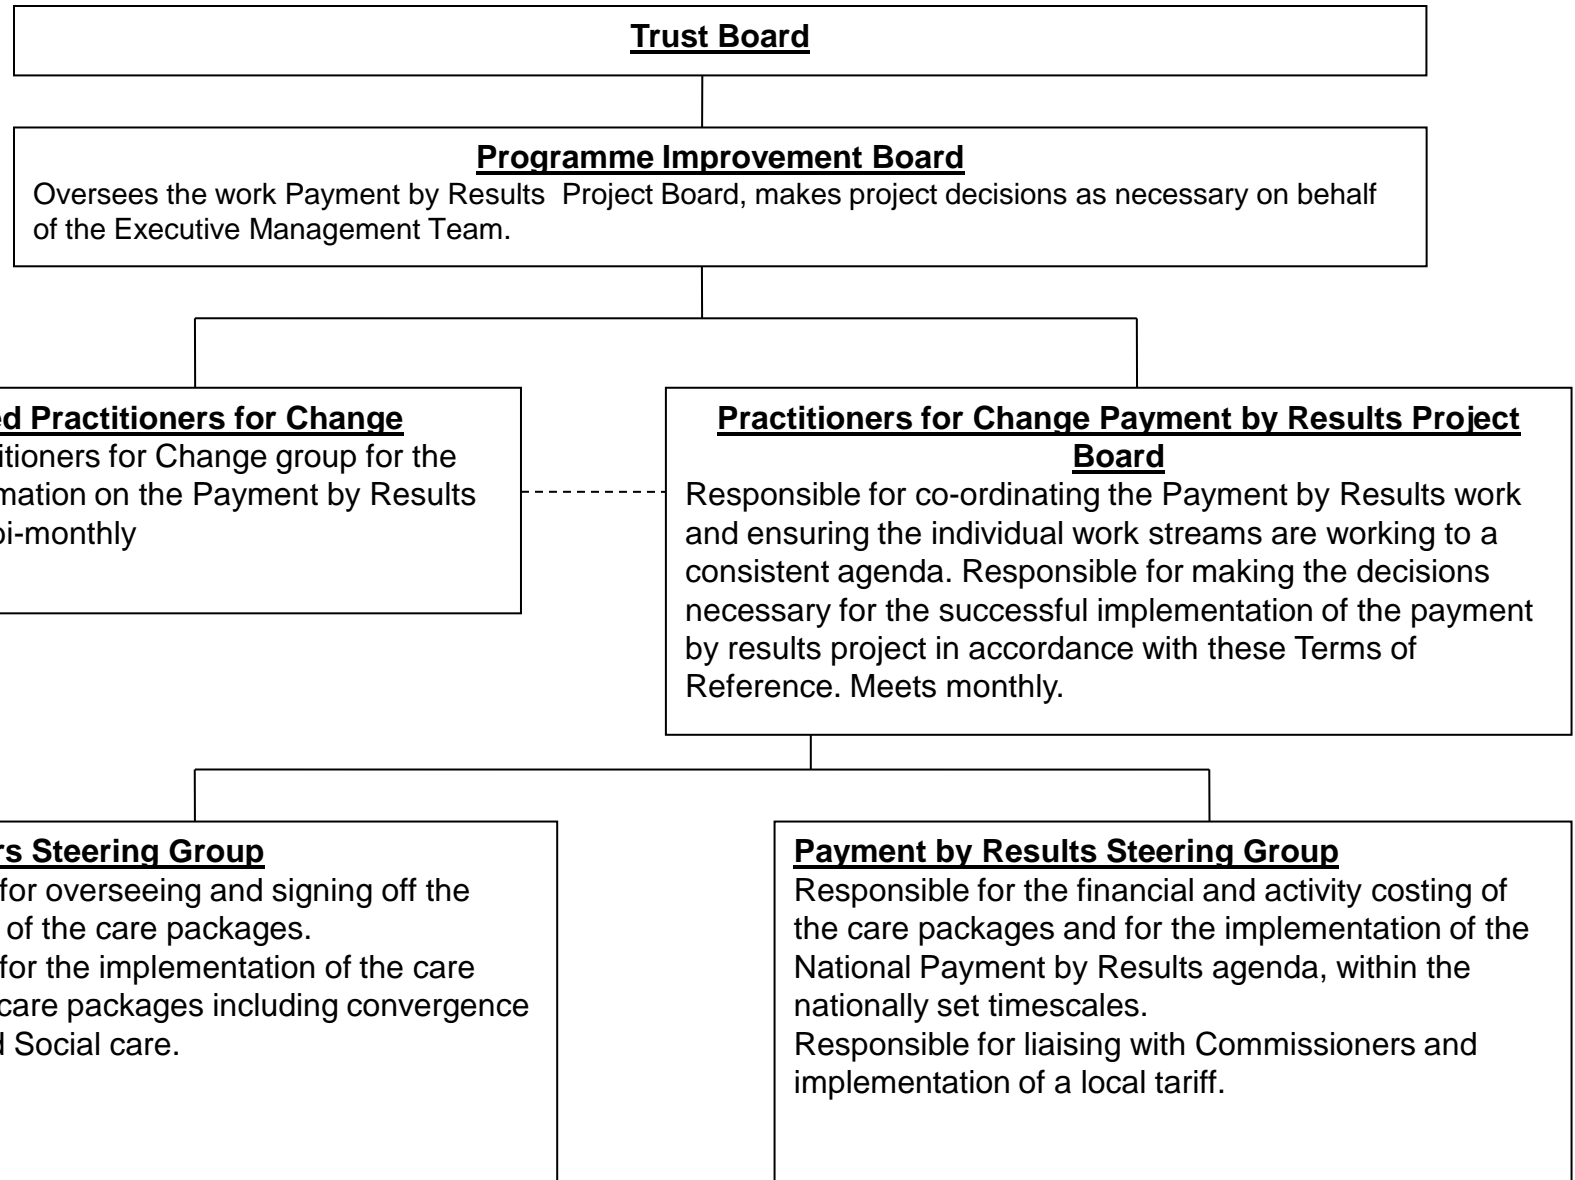 Trust Board
Programme Improvement Board
Oversees the work Payment by Results Project Board, makes project decisions as necessary on behalf
of the Executive Management Team.
Practitioners for Change
for Change group for the
on the Payment by Results
bi-monthly
Practitioners for Change Payment by Results Project
Board
Responsible for co-ordinating the Payment by Results work
and ensuring the individual work streams are working to a
consistent agenda. Responsible for making the decisions
necessary for the successful implementation of the payment
by results project in accordance with these Terms of
Reference. Meets monthly.
Steering Group
for overseeing and signing off the
of the care packages.
for the implementation of the care
care packages including convergence
Social care.
Payment by Results Steering Group
Responsible for the financial and activity costing of
the care packages and for the implementation of the
National Payment by Results agenda, within the
nationally set timescales.
Responsible for liaising with Commissioners and
implementation of a local tariff.